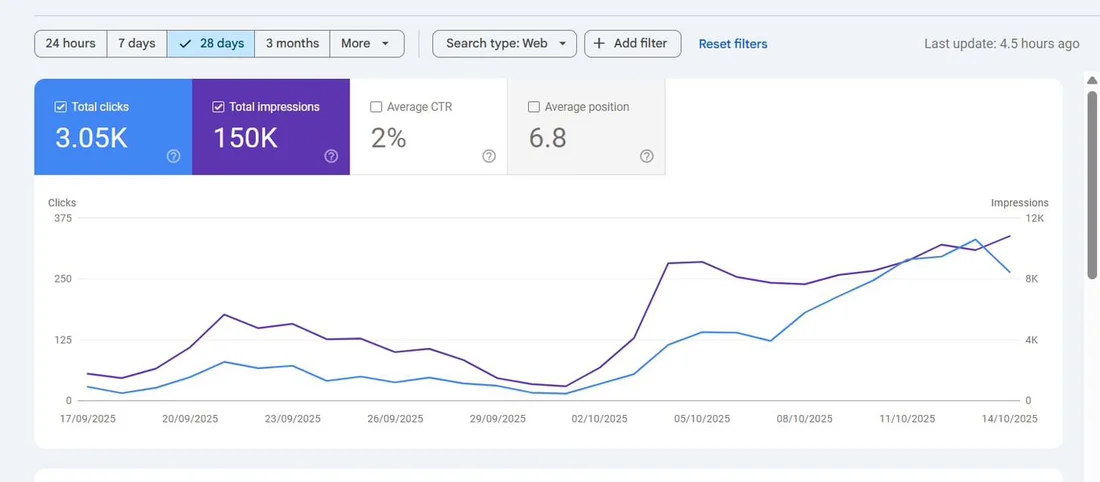 24 hours 7 days 28 days 3 months More Search type: Web + Add filter Reset filters Last update: 4.5 hours ago
Total clicks Total impressions Average CTR Average position
3.05K 150K 2% 6.8
Clicks Impressions
375 12K
250 8K
125 4K
0 0
17/09/2025 20/09/2025 23/09/2025 26/09/2025 29/09/2025 02/10/2025 05/10/2025 08/10/2025 11/10/2025 14/10/2025